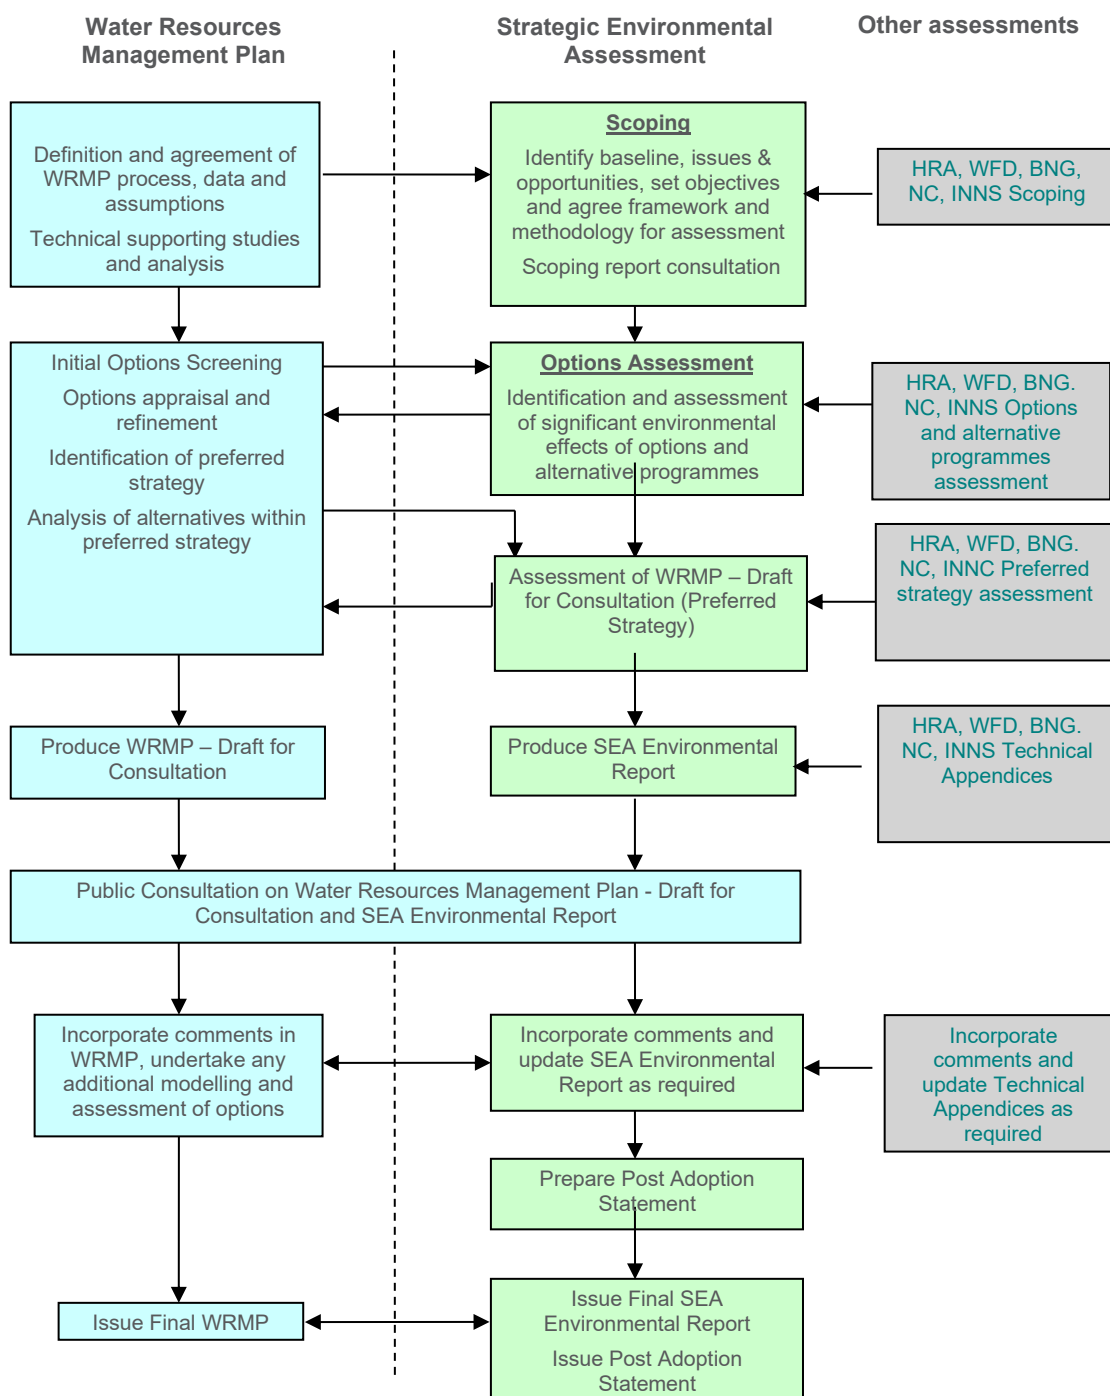 Water Resources
Management Plan
Strategic Environmental
Assessment
Other assessments
Definition and agreement of
WRMP process, data and
assumptions
Technical supporting studies
and analysis
Scoping
Identify baseline, issues &
opportunities, set objectives
and agree framework and
methodology for assessment
Scoping report consultation
HRA, WFD, BNG,
NC, INNS Scoping
Initial Options Screening
Options appraisal and
refinement
Identification of preferred
strategy
Analysis of alternatives within
preferred strategy
Options Assessment
Identification and assessment
of significant environmental
effects of options and
alternative programmes
HRA, WFD, BNG.
NC, INNS Options
and alternative
programmes
assessment
Assessment of WRMP – Draft
for Consultation (Preferred
Strategy)
HRA, WFD, BNG.
NC, INNC Preferred
strategy assessment
Produce WRMP – Draft for
Consultation
Produce SEA Environmental
Report
HRA, WFD, BNG.
NC, INNS Technical
Appendices
Public Consultation on Water Resources Management Plan - Draft for
Consultation and SEA Environmental Report
Incorporate comments in
WRMP, undertake any
additional modelling and
assessment of options
Incorporate comments and
update SEA Environmental
Report as required
Incorporate
comments and
update Technical
Appendices as
required
Prepare Post Adoption
Statement
Issue Final WRMP
Issue Final SEA
Environmental Report
Issue Post Adoption
Statement